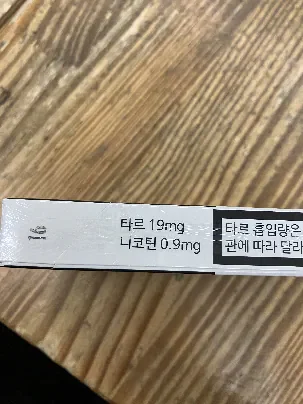 타르 19mg
니코틴 0.9mg
타르 흡입량은
관에 따라 달라